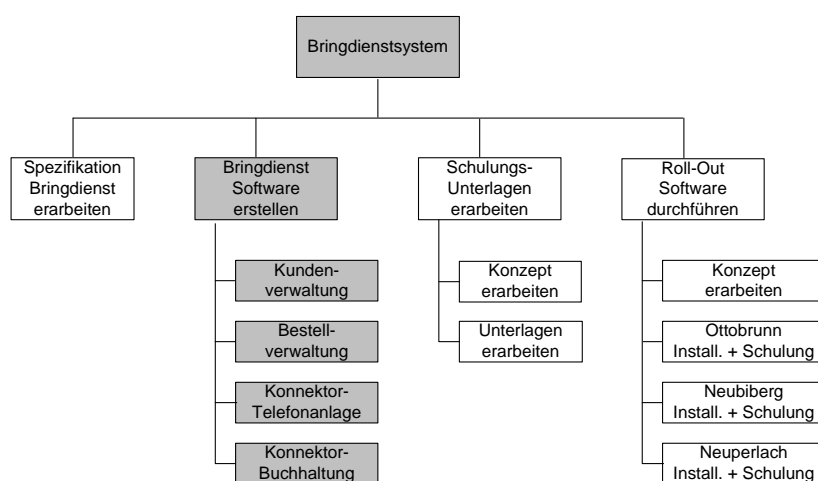 Bringdienstsystem
Spezifikation
Bringdienst
erarbeiten
Bringdienst
Software
erstellen
Kunden-
verwaltung
Bestell-
verwaltung
Konnektor-
Telefonanlage
Konnektor-
Buchhaltung
Schulungs-
Unterlagen
erarbeiten
Konzept
erarbeiten
Unterlagen
erarbeiten
Roll-Out
Software
durchführen
Konzept
erarbeiten
Ottobrunn
Install. + Schulung
Neubiberg
Install. + Schulung
Neuperlach
Install. + Schulung